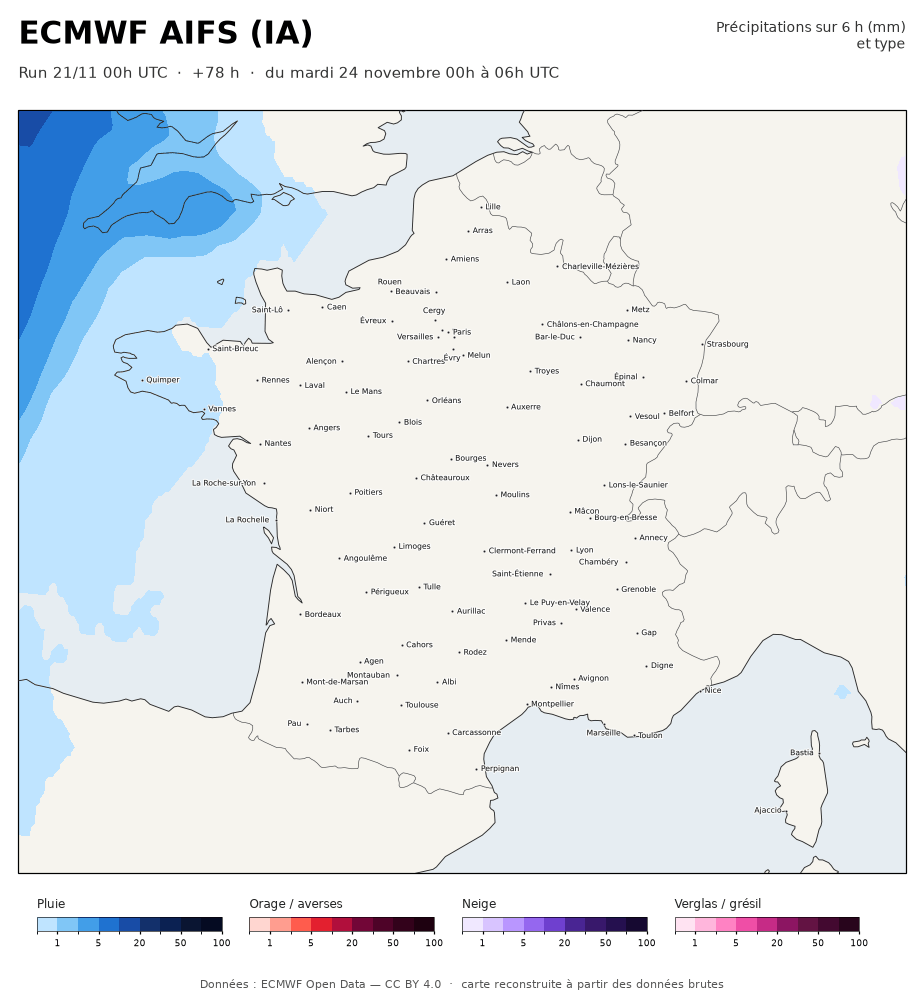 ECMWF AIFS (IA)
Précipitations sur 6 h (mm)
et type
Run 21/11 00h UTC · +78 h · du mardi 24 novembre 00h à 06h UTC
Lille
Arras
Amiens
Charleville-Mézières
Rouen
Beauvais
Laon
Saint-Lô
Caen
Cergy
Metz
Évreux
Châlons-en-Champagne
Versailles
Paris
Bar-le-Duc
Nancy
Strasbourg
Saint-Brieuc
Alençon
Chartres
Évry
Melun
Quimper
Rennes
Laval
Le Mans
Troyes
Chaumont
Épinal
Colmar
Vannes
Orléans
Auxerre
Vesoul
Belfort
Angers
Blois
Tours
Nantes
Dijon
Besançon
Bourges
Nevers
La Roche-sur-Yon
Châteauroux
Lons-le-Saunier
Poitiers
Moulins
Niort
La Rochelle
Guéret
Mâcon
Bourg-en-Bresse
Annecy
Angoulême
Limoges
Clermont-Ferrand
Lyon
Chambéry
Saint-Étienne
Périgueux
Tulle
Grenoble
Bordeaux
Aurillac
Le Puy-en-Velay
Valence
Privas
Gap
Cahors
Mende
Rodez
Agen
Digne
Montauban
Mont-de-Marsan
Albi
Avignon
Nîmes
Nice
Auch
Toulouse
Montpellier
Pau
Tarbes
Carcassonne
Marseille
Toulon
Foix
Bastia
Perpignan
Ajaccio
Pluie
Orage / averses
Neige
Verglas / grésil
1 5 20 50 100
1 5 20 50 100
1 5 20 50 100
1 5 20 50 100
Données : ECMWF Open Data — CC BY 4.0 · carte reconstruite à partir des données brutes